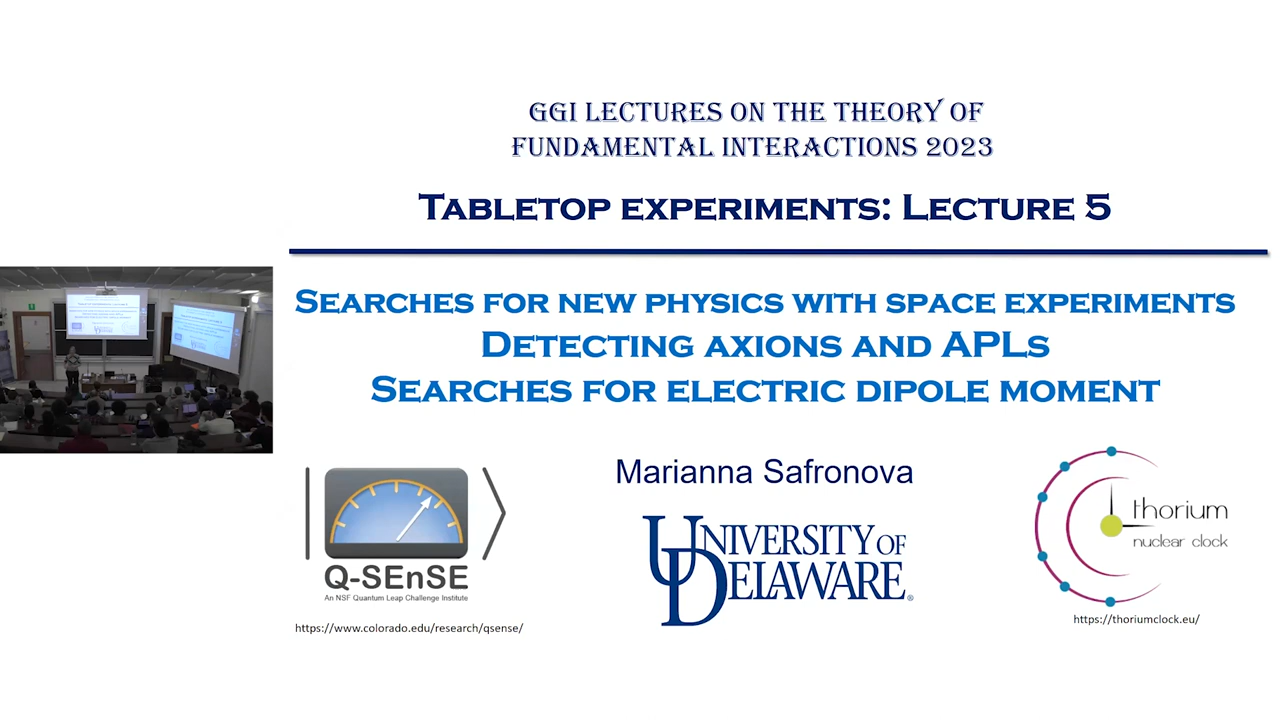 GGI LECTURES ON THE THEORY OF
FUNDAMENTAL INTERACTIONS 2023
TABLETOP EXPERIMENTS: LECTURE 5
SEARCHES FOR NEW PHYSICS WITH SPACE EXPERIMENTS
DETECTING AXIONS AND APLS
SEARCHES FOR ELECTRIC DIPOLE MOMENT
Marianna Safronova
Q-SEnSE
An NSF Quantum Leap Challenge Institute
https://www.colorado.edu/research/qsense/
UNIVERSITY OF
DELAWARE®
thorium
nuclear clock
https://thoriumclock.eu/